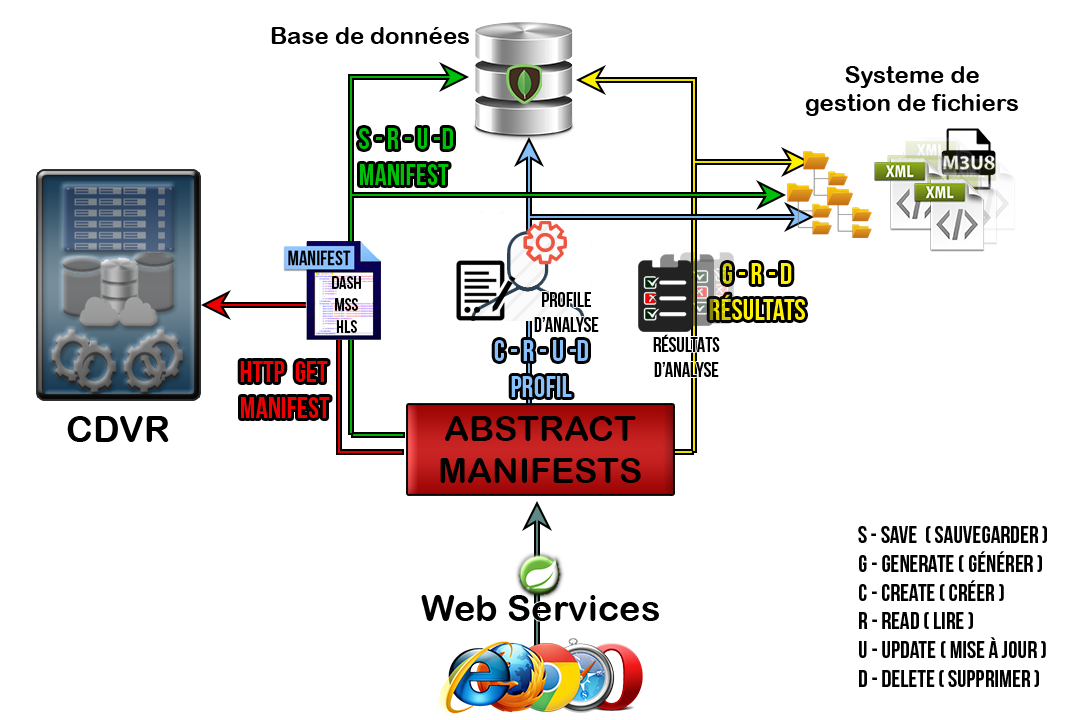 Base de données
Systeme de
gestion de fichiers
S - R - U - D
MANIFEST
M3U8
XML
XML
XML
MANIFEST
DASH
MSS
HLS
PROFILE
D'ANALYSE
G - R - D
RÉSULTATS
RÉSULTATS
D'ANALYSE
C - R - U - D
PROFIL
HTTP GET
MANIFEST
CDVR
ABSTRACT
MANIFESTS
Web Services
S - SAVE ( SAUVEGARDER )
G - GENERATE ( GÉNÉRER )
C - CREATE ( CRÉER )
R - READ ( LIRE )
U - UPDATE ( MISE À JOUR )
D - DELETE ( SUPPRIMER )